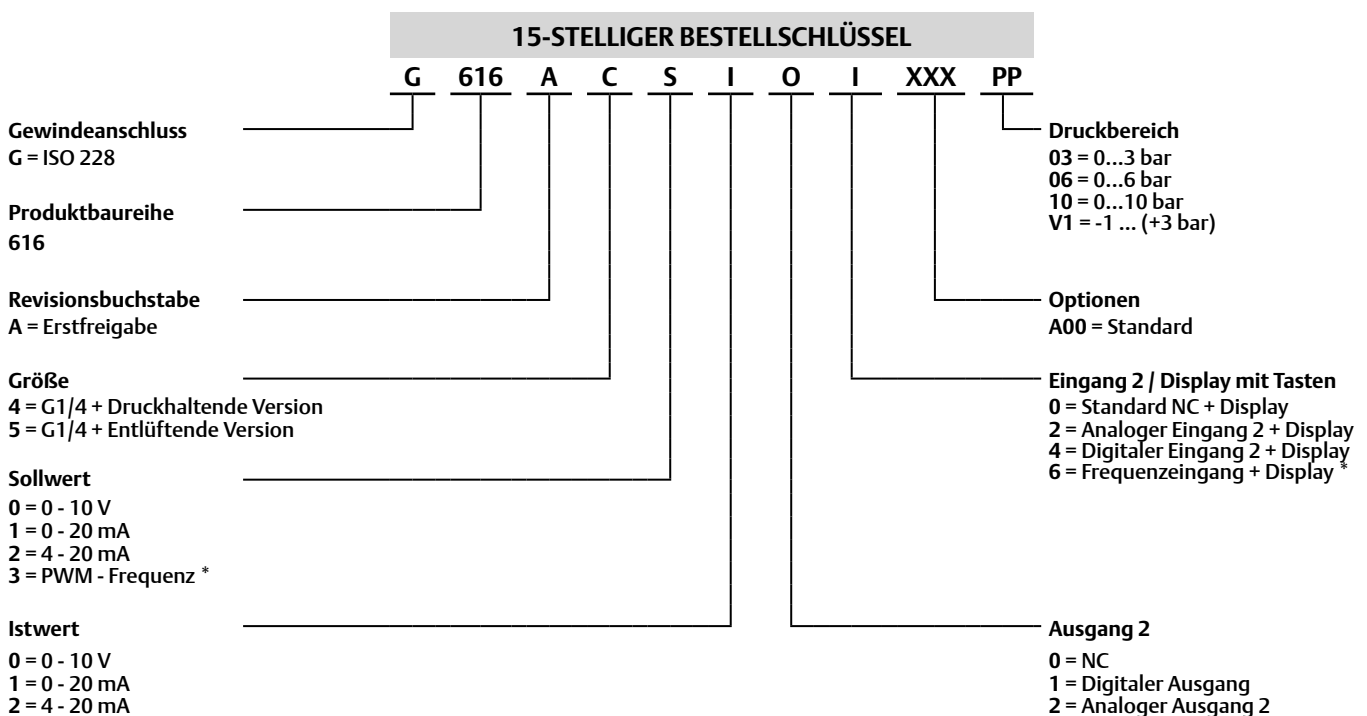 15-STELLIGER BESTELLSCHLÜSSEL
G 616 A C S I O I XXX PP
Gewindeanschluss
G = ISO 228
Produktbaureihe
616
Revisionsbuchstabe
A = Erstfreigabe
Größe
4 = G1/4 + Druckhaltende Version
5 = G1/4 + Entlüftende Version
Sollwert
0 = 0 - 10 V
1 = 0 - 20 mA
2 = 4 - 20 mA
3 = PWM - Frequenz *
Istwert
0 = 0 - 10 V
1 = 0 - 20 mA
2 = 4 - 20 mA
Druckbereich
03 = 0...3 bar
06 = 0...6 bar
10 = 0...10 bar
V1 = -1 ... (+3 bar)
Optionen
A00 = Standard
Eingang 2 / Display mit Tasten
0 = Standard NC + Display
2 = Analoger Eingang 2 + Display
4 = Digitaler Eingang 2 + Display
6 = Frequenzeingang + Display *
Ausgang 2
0 = NC
1 = Digitaler Ausgang
2 = Analoger Ausgang 2